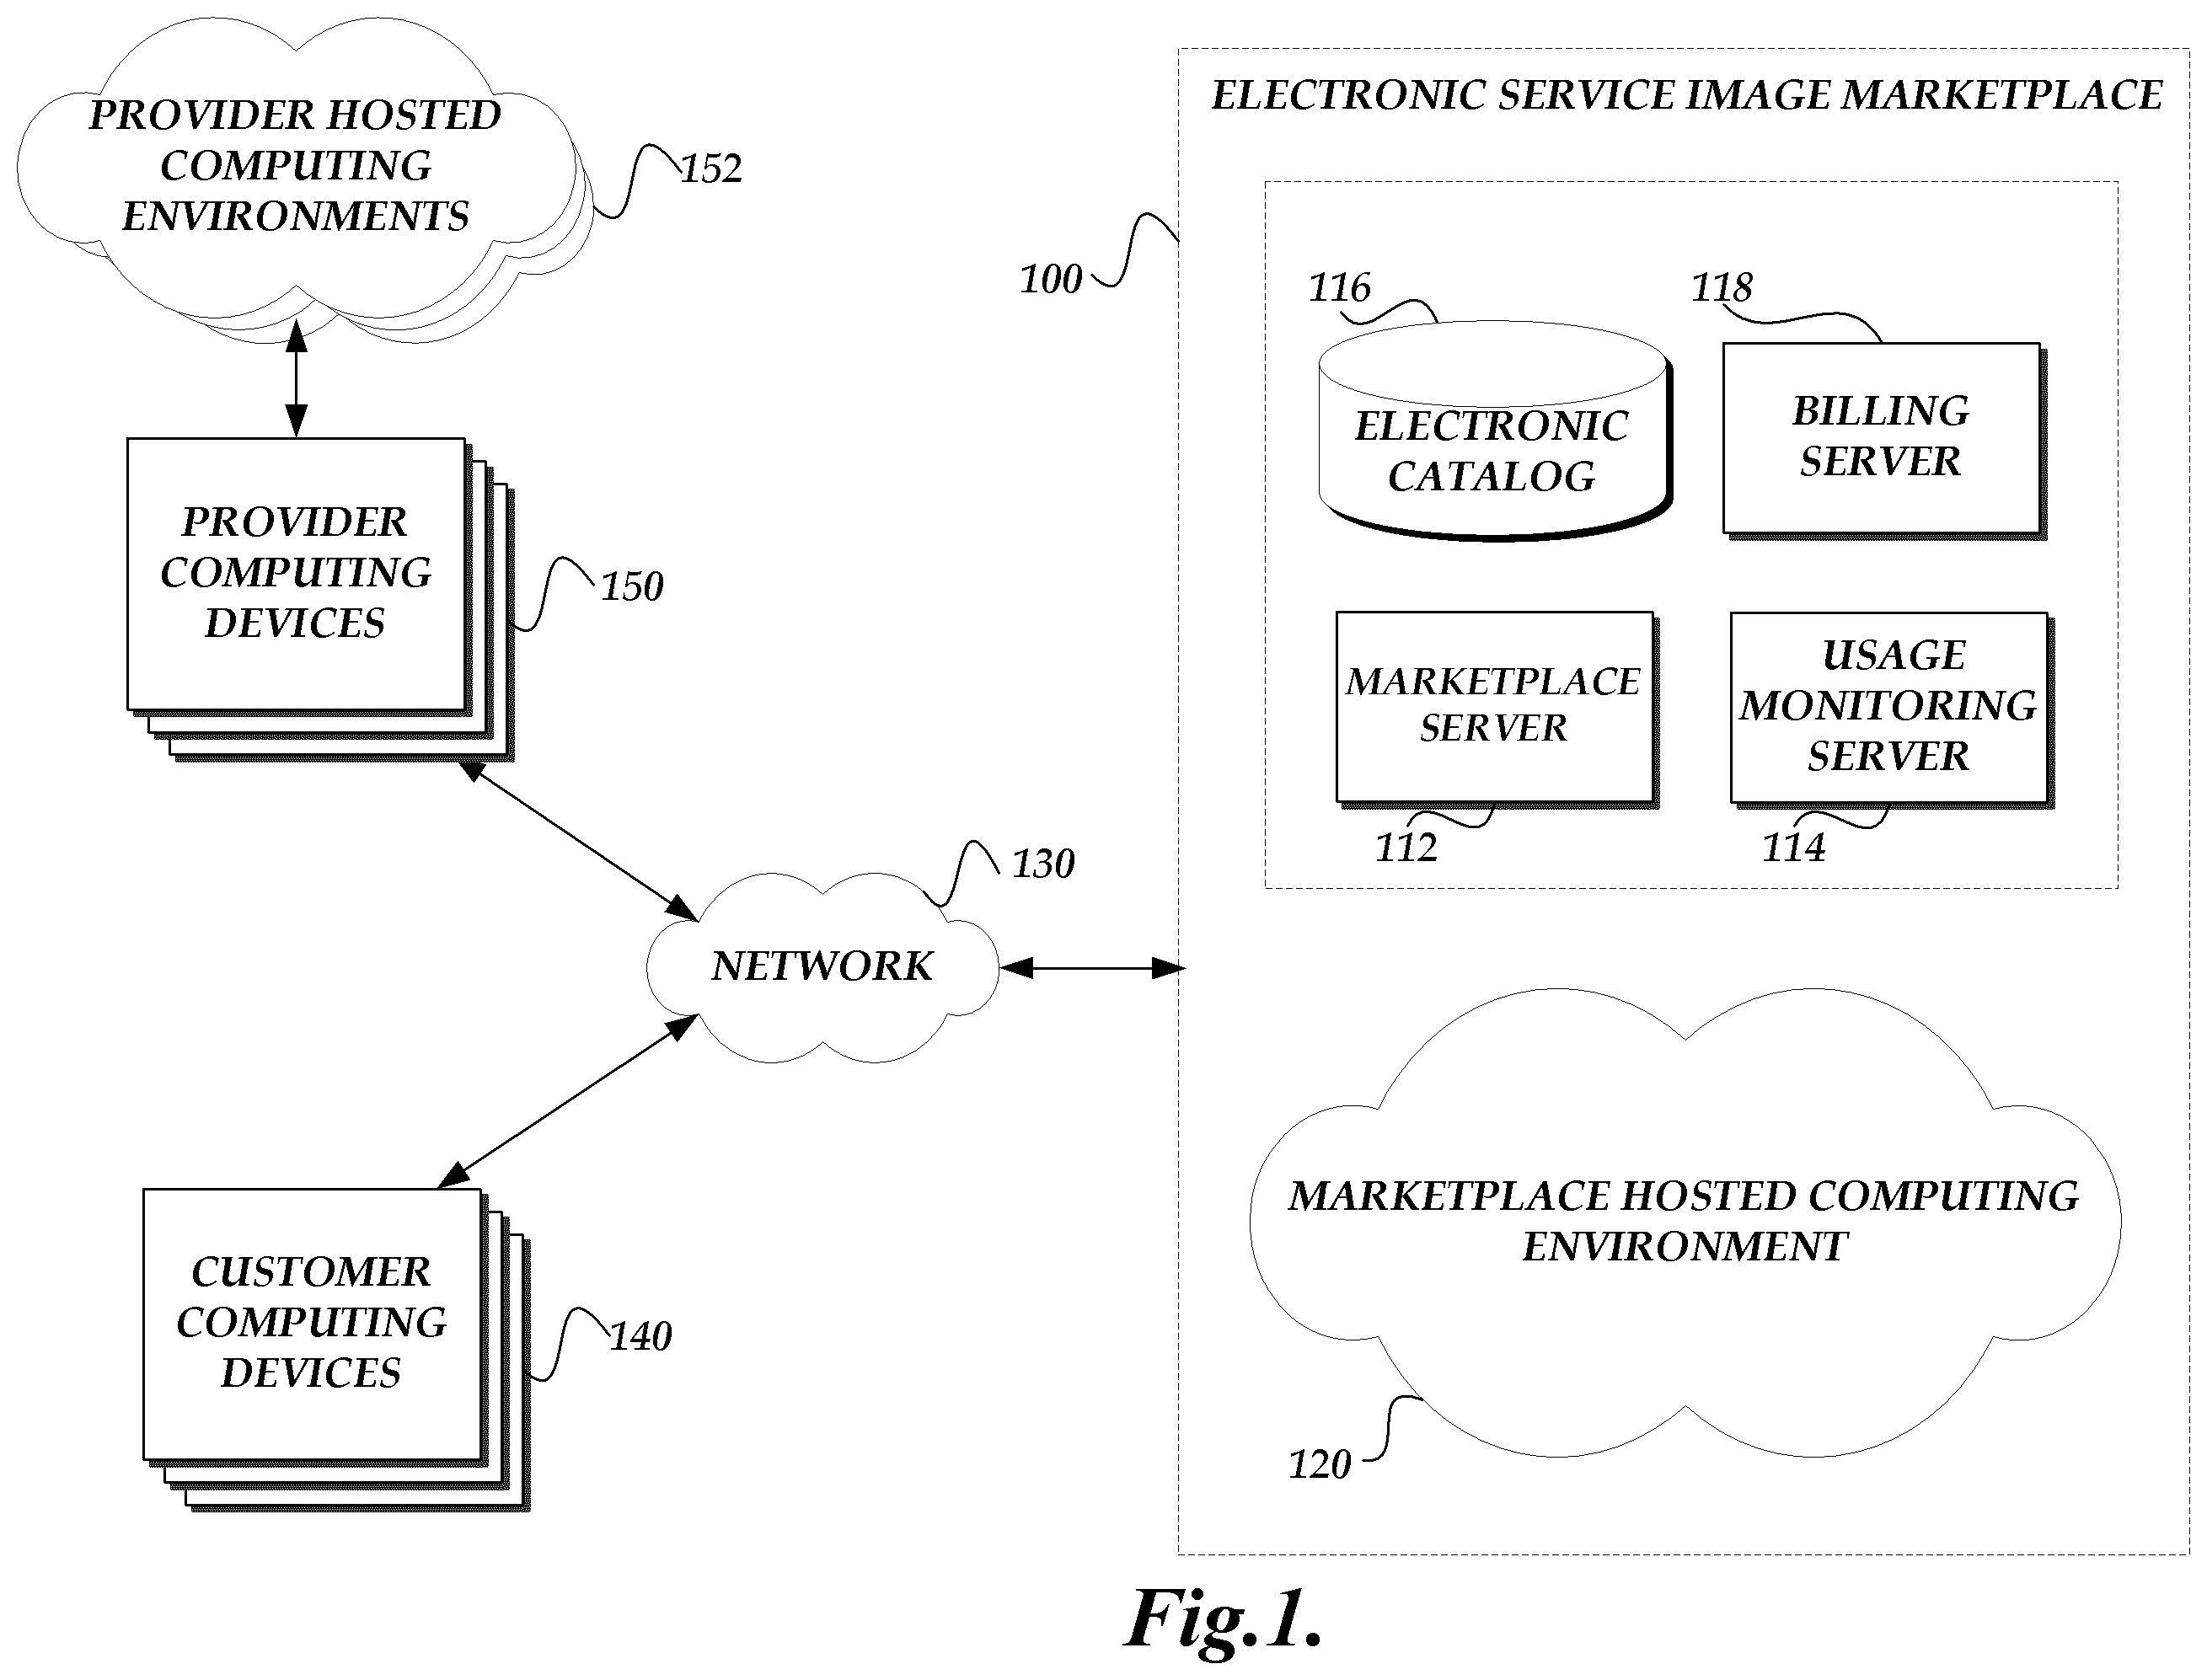 PROVIDER HOSTED
COMPUTING
ENVIRONMENTS
152
PROVIDER
COMPUTING
DEVICES
150
NETWORK
130
CUSTOMER
COMPUTING
DEVICES
140
ELECTRONIC SERVICE IMAGE MARKETPLACE
100
116
ELECTRONIC
CATALOG
118
BILLING
SERVER
MARKETPLACE
SERVER
112
USAGE
MONITORING
SERVER
114
MARKETPLACE HOSTED COMPUTING
ENVIRONMENT
120
Fig.1.